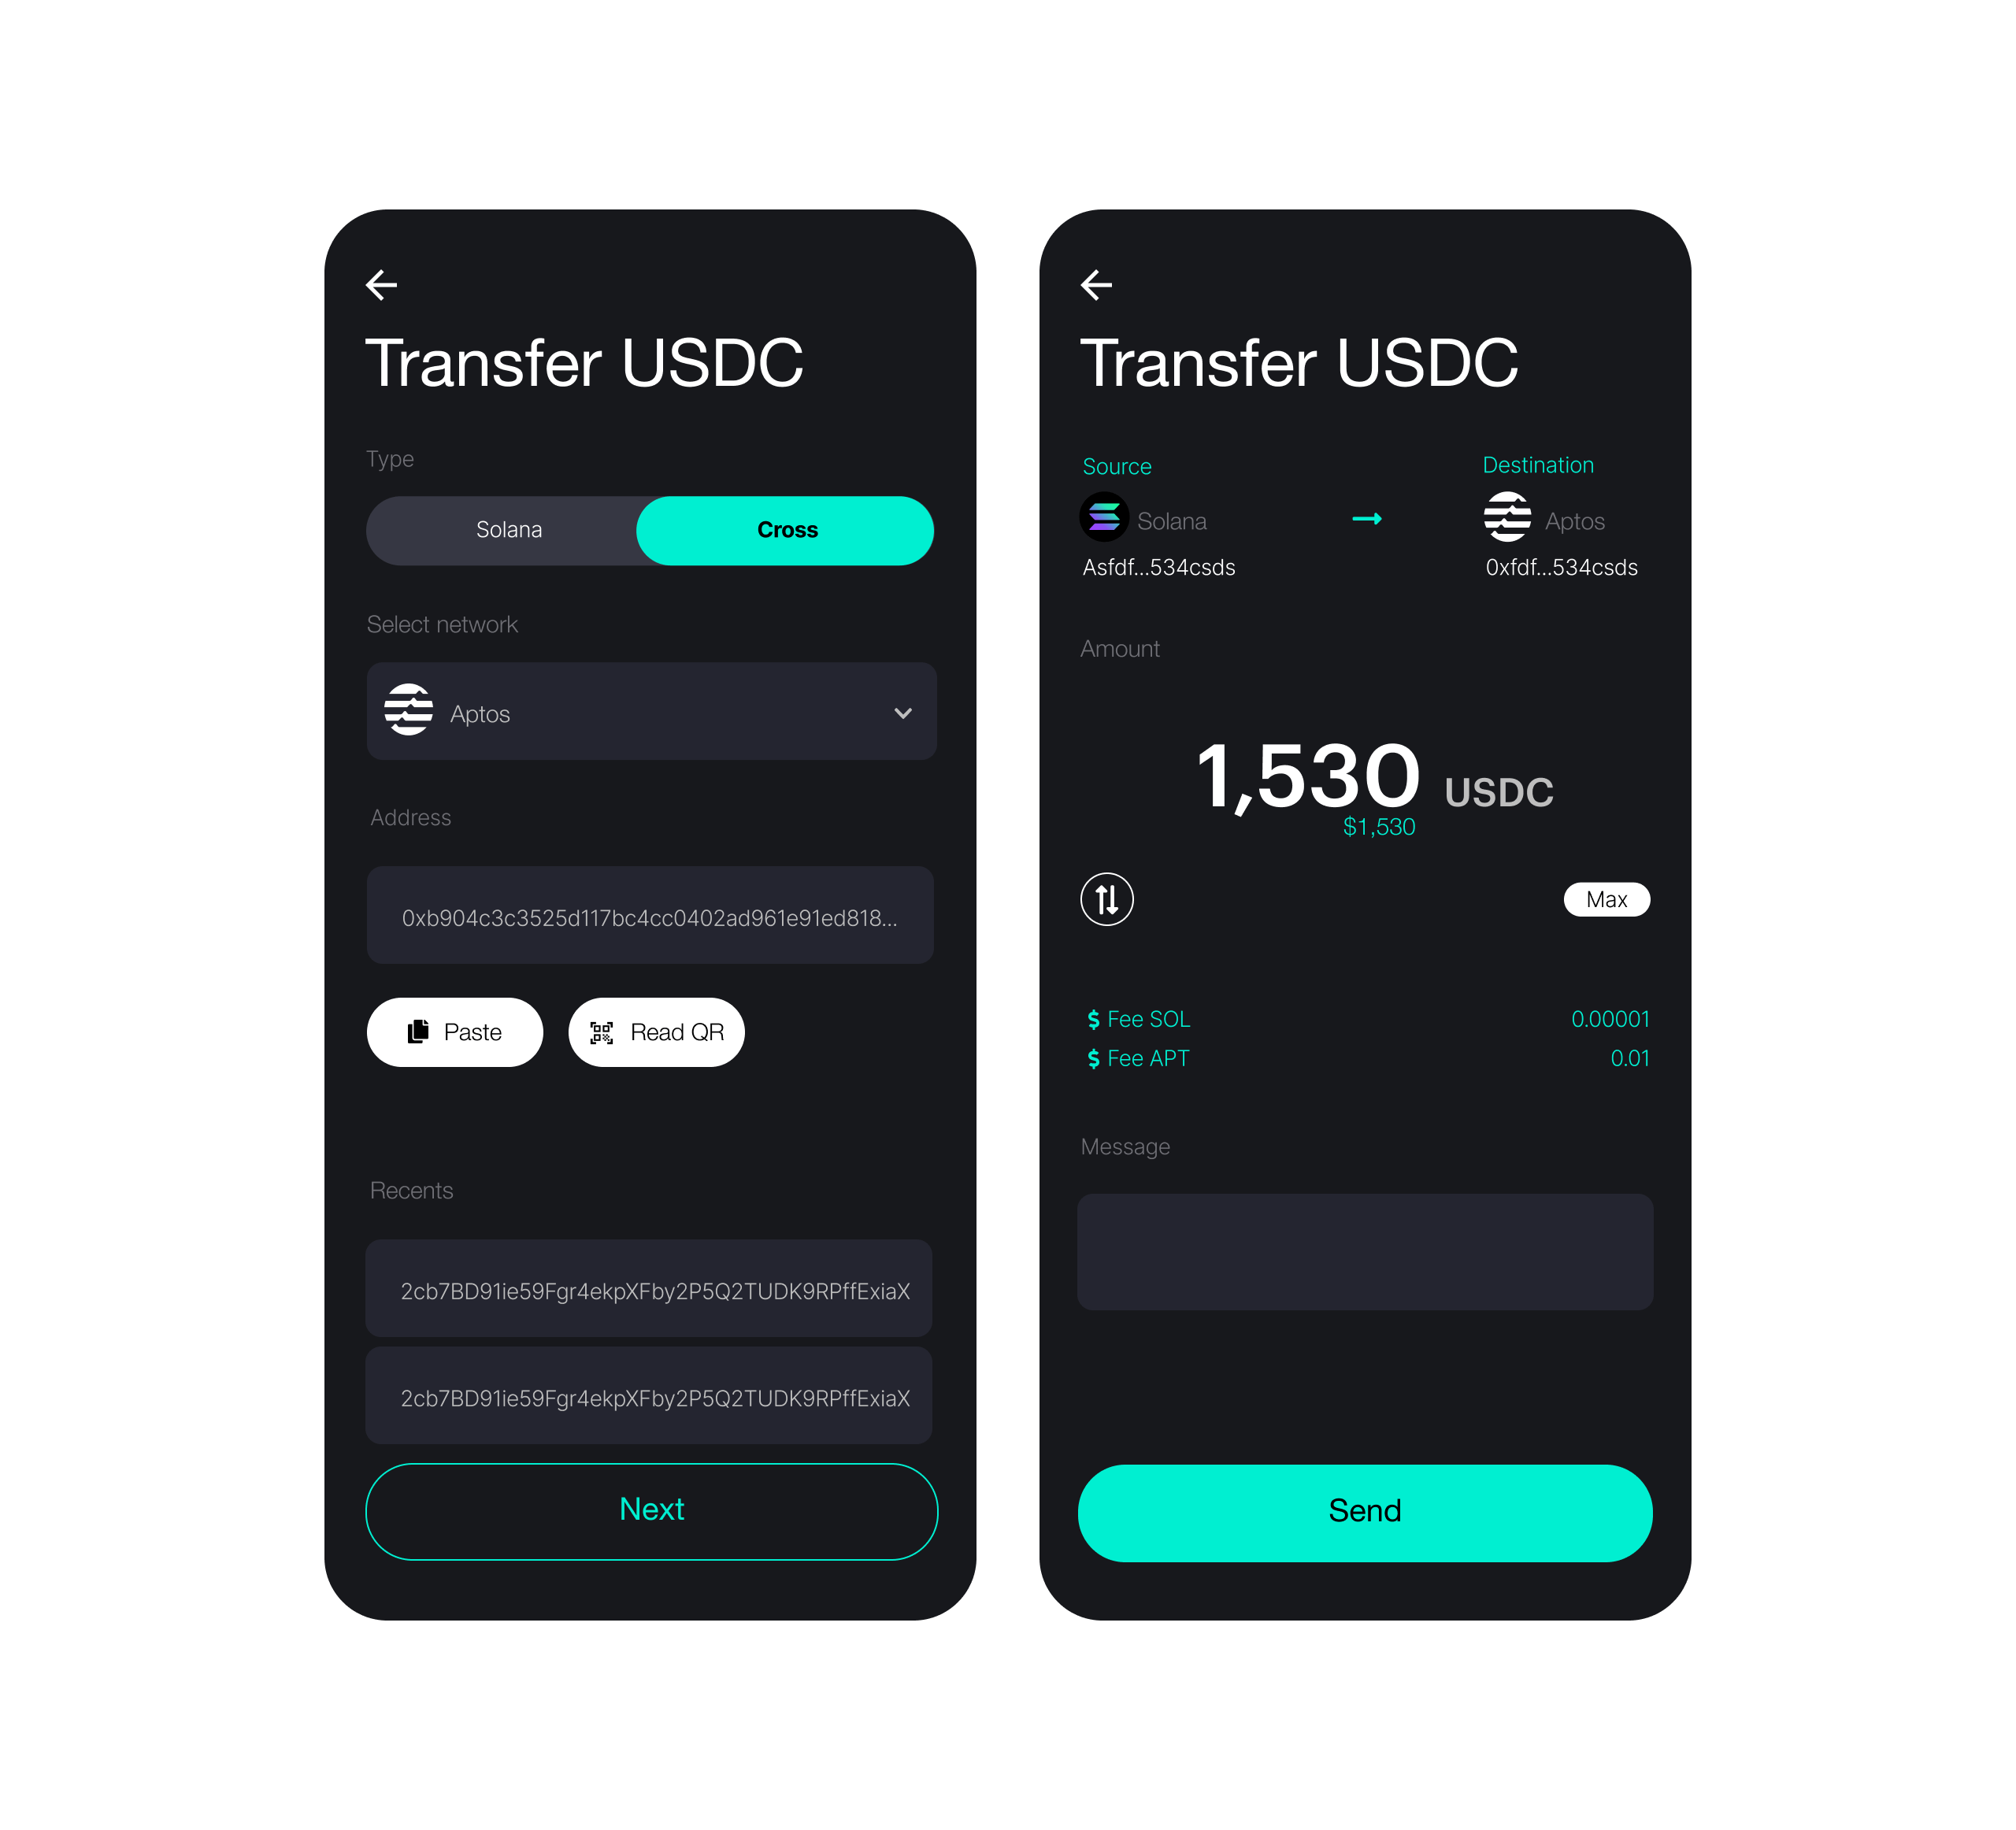 Transfer USDC
Type
Solana
Cross
Select network
Aptos
Address
0xb904c3c3525d117bc4cc0402ad961e91ed818...
Paste
Read QR
Recents
2cb7BD91ie59Fgr4ekpXFby2P5Q2TUDK9RPffExiaX
2cb7BD91ie59Fgr4ekpXFby2P5Q2TUDK9RPffExiaX
Next
Transfer USDC
Source
Destination
Solana
Aptos
Asfdf...534csds
0xfdf...534csds
Amount
1,530 USDC
$1,530
Max
$ Fee SOL 0.00001
$ Fee APT 0.01
Message
Send